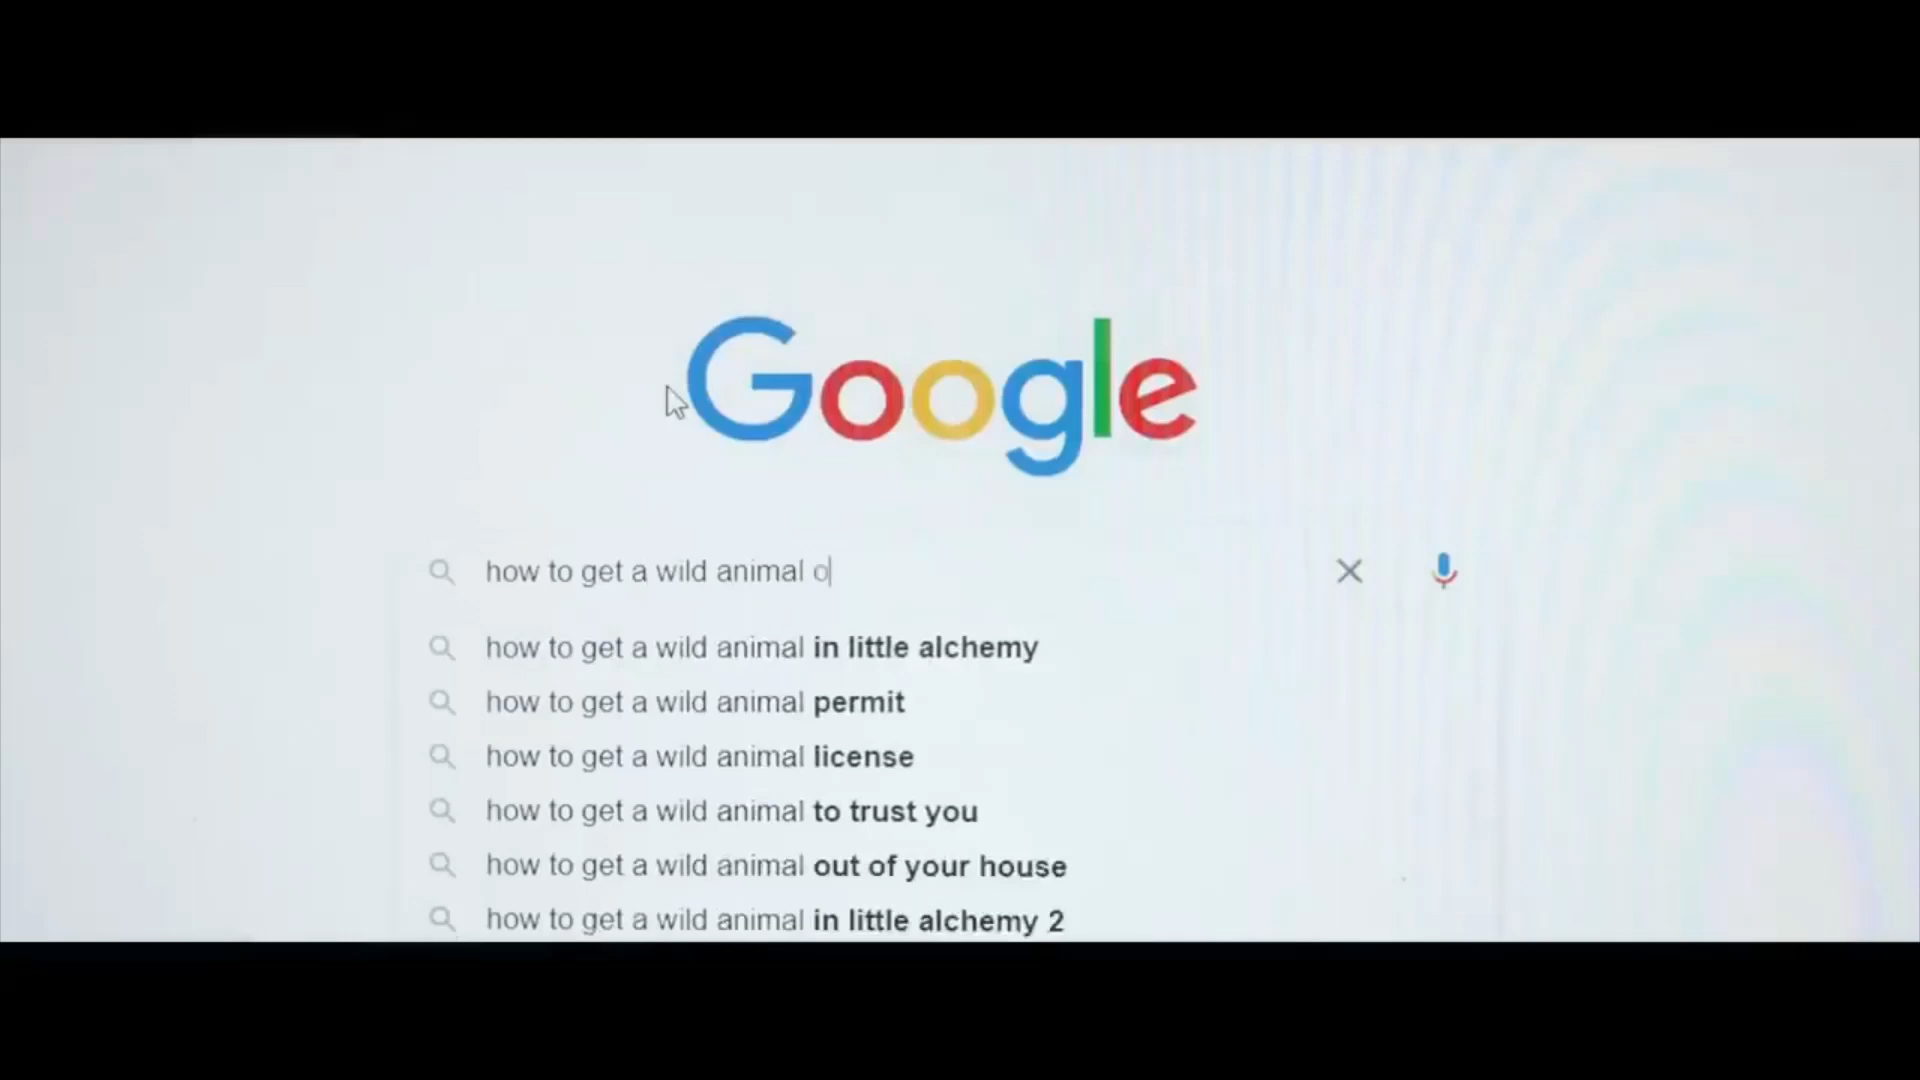 Google
how to get a wild animal o
how to get a wild animal in little alchemy
how to get a wild animal permit
how to get a wild animal license
how to get a wild animal to trust you
how to get a wild animal out of your house
how to get a wild animal in little alchemy 2